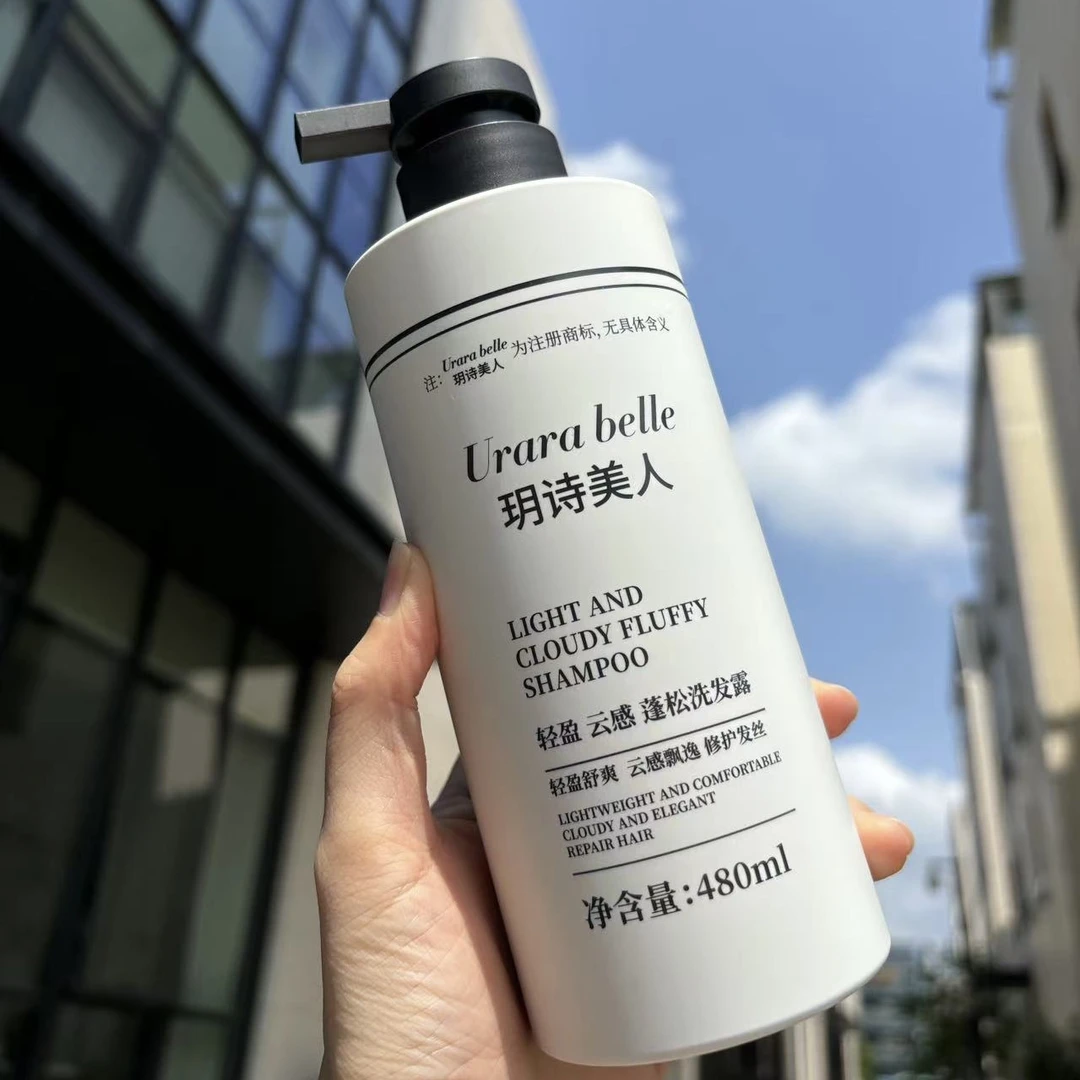 注: Urara belle 玥诗美人 为注册商标,无具体含义
Urara belle
玥诗美人
LIGHT AND
CLOUDY FLUFFY
SHAMPOO
轻盈 云感 蓬松洗发露
轻盈舒爽 云感飘逸 修护发丝
LIGHTWEIGHT AND COMFORTABLE
CLOUDY AND ELEGANT
REPAIR HAIR
净含量:480ml